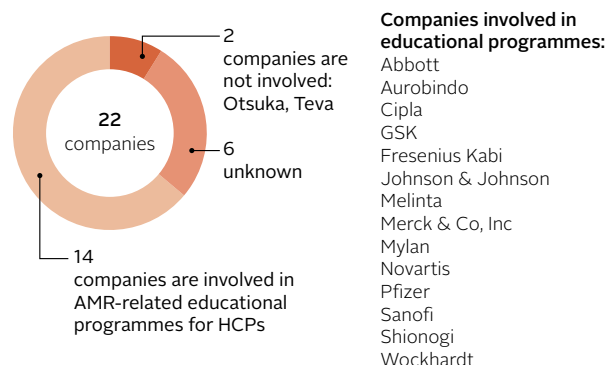 2
companies are
not involved:
Otsuka, Teva
22
companies
6
unknown
14
companies are involved in
AMR-related educational
programmes for HCPs
Companies involved in
educational programmes:
Abbott
Aurobindo
Cipla
GSK
Fresenius Kabi
Johnson & Johnson
Melinta
Merck & Co, Inc
Mylan
Novartis
Pfizer
Sanofi
Shionogi
Wockhardt